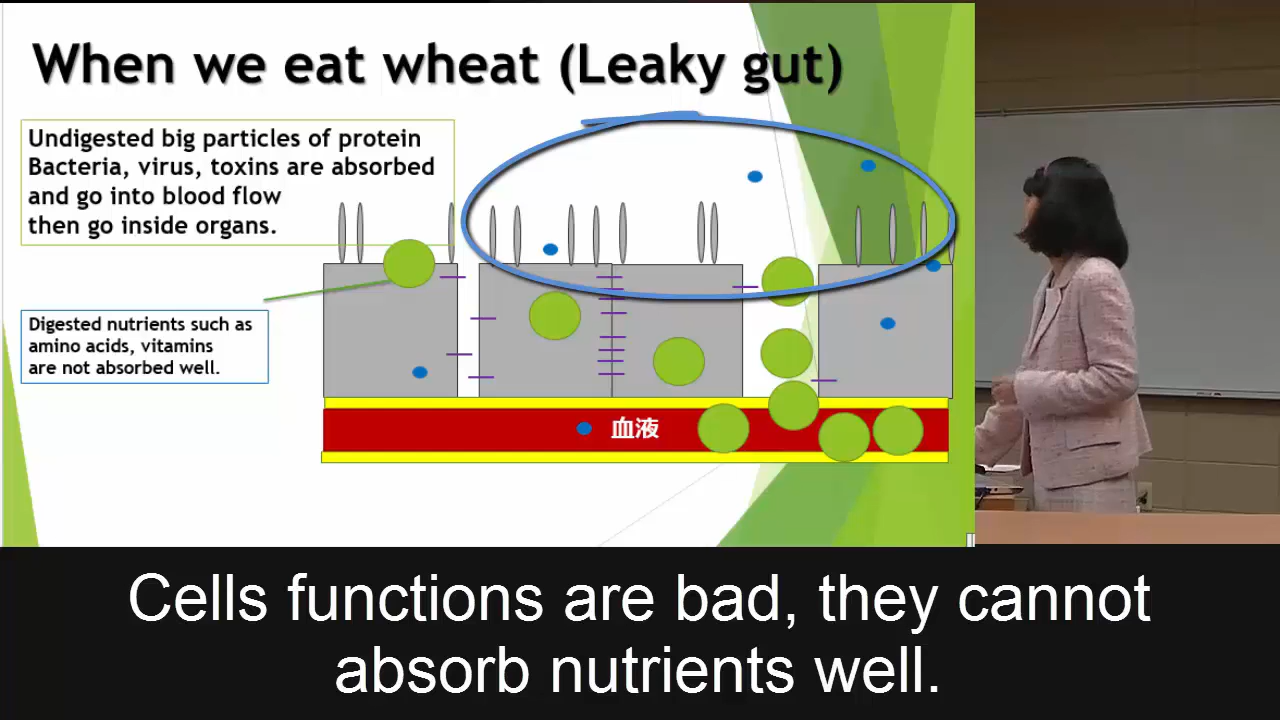 When we eat wheat (Leaky gut)
Undigested big particles of protein
Bacteria, virus, toxins are absorbed
and go into blood flow
then go inside organs.
Digested nutrients such as
amino acids, vitamins
are not absorbed well.
血液
Cells functions are bad, they cannot
absorb nutrients well.